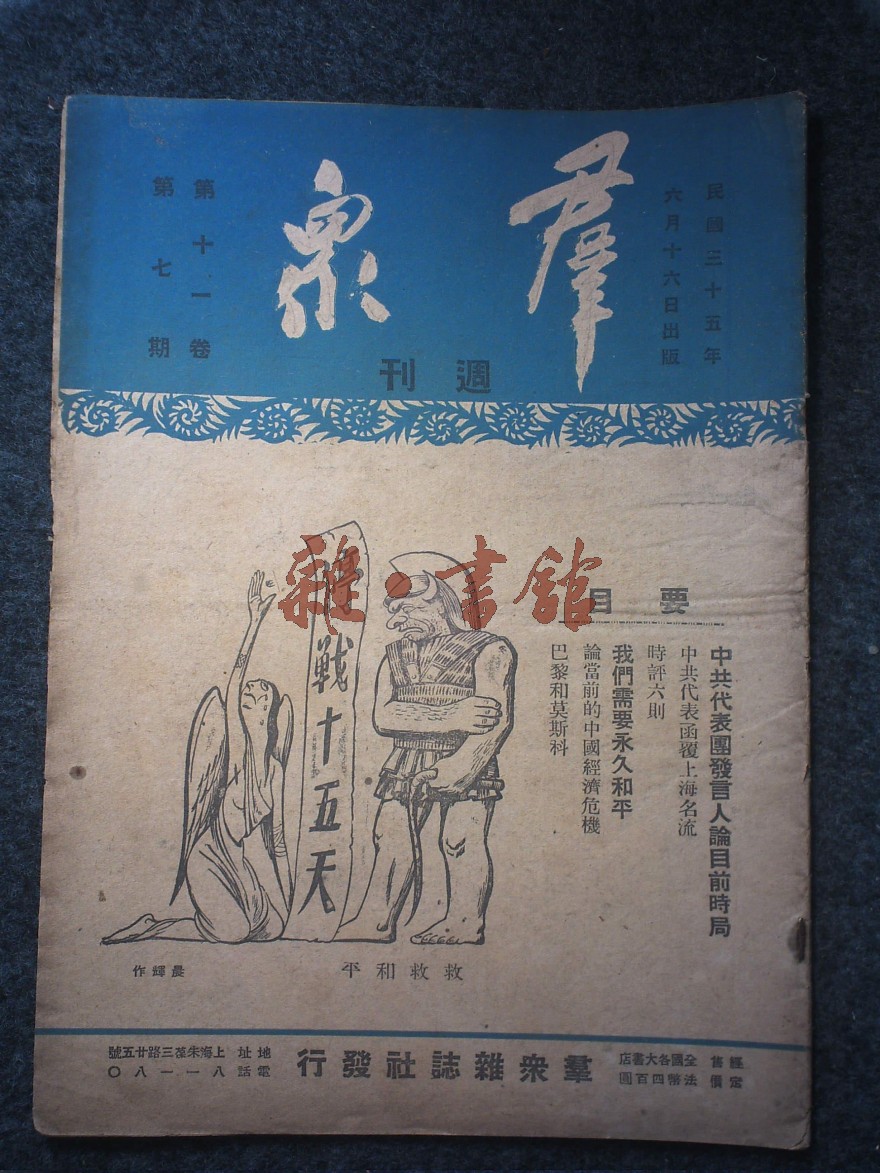 民國三十五年
六月十六日出版
羣眾
週刊
第十一卷
第七期
要目
中共代表團發言人論目前時局
中共代表函覆上海名流
時評六則
我們需要永久和平
論當前的中國經濟危機
巴黎和莫斯科
戰十五天
雜·書館
救救和平
晨輝作
經售 全國各大書店
定價 法幣四百圓
羣眾雜誌社發行
地址 上海朱葆三路廿五號
電話 八一一八〇